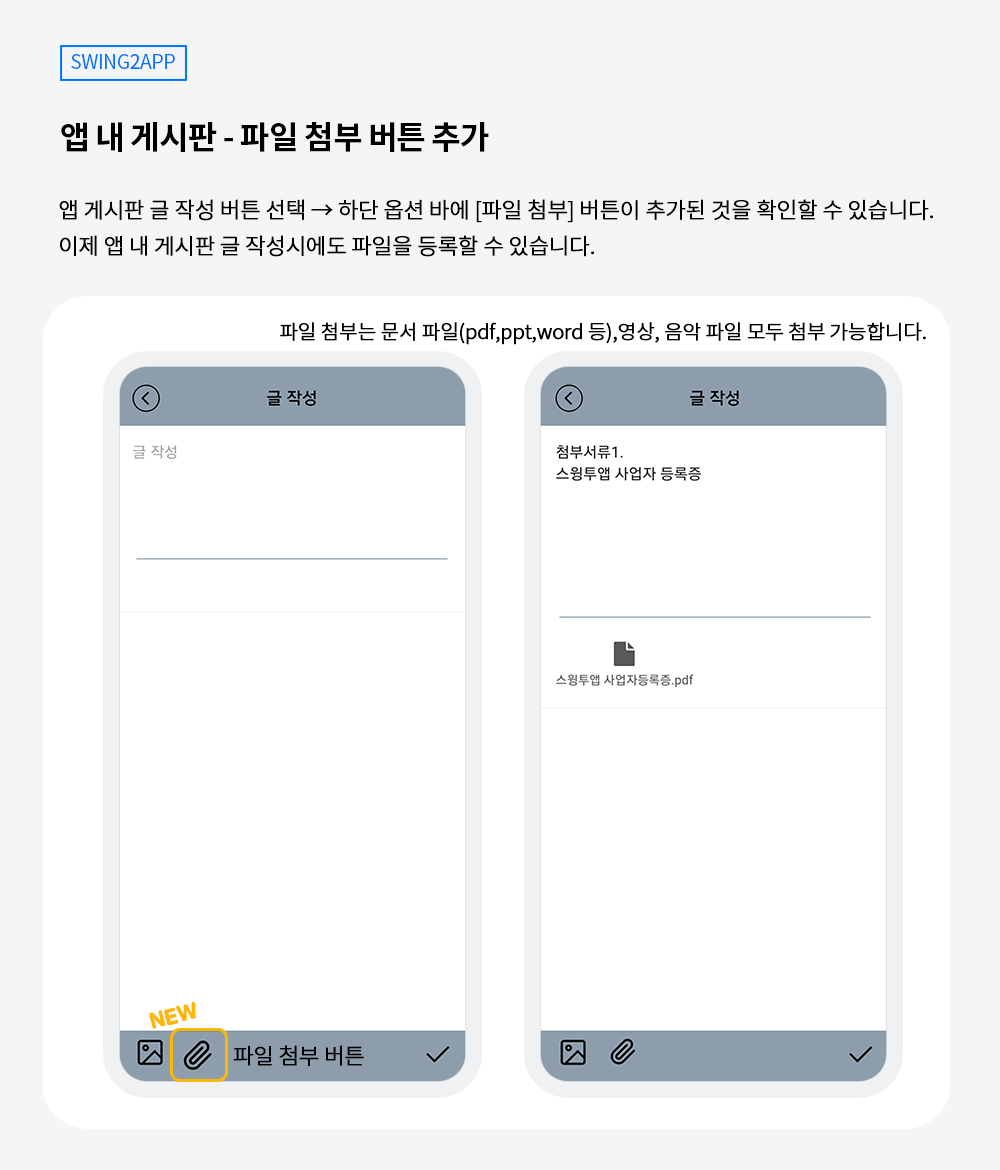 SWING2APP
앱 내 게시판 - 파일 첨부 버튼 추가
앱 게시판 글 작성 버튼 선택 → 하단 옵션 바에 [파일 첨부] 버튼이 추가된 것을 확인할 수 있습니다.
이제 앱 내 게시판 글 작성시에도 파일을 등록할 수 있습니다.
파일 첨부는 문서 파일(pdf,ppt,word 등),영상, 음악 파일 모두 첨부 가능합니다.
글 작성
글 작성
NEW
파일 첨부 버튼
글 작성
첨부서류1.
스윙투앱 사업자 등록증
스윙투앱 사업자등록증.pdf